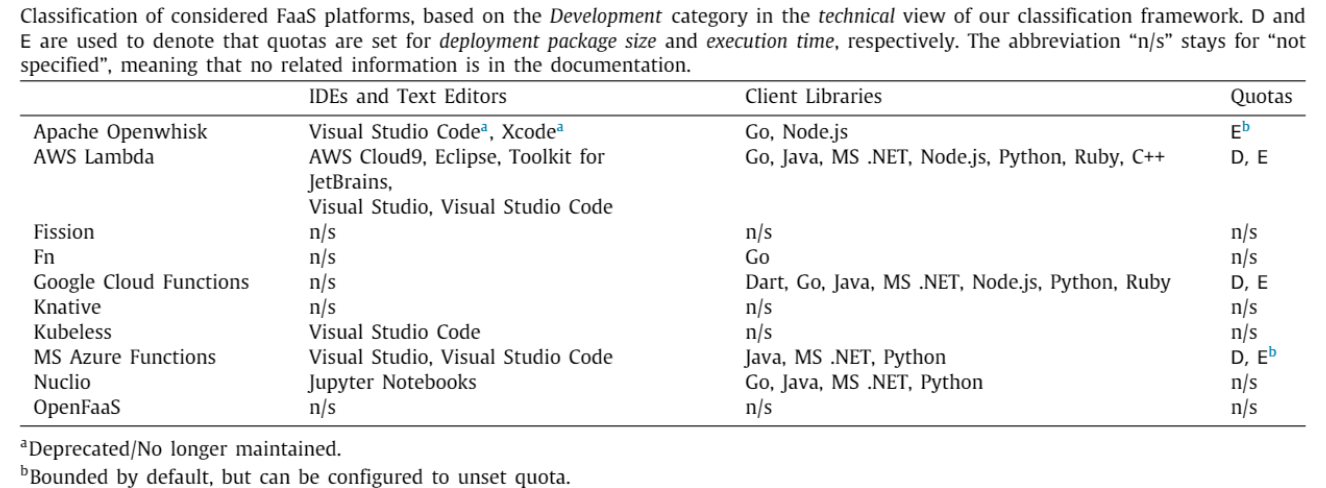 Classification of considered FaaS platforms, based on the Development category in the technical view of our classification framework. D and
E are used to denote that quotas are set for deployment package size and execution time, respectively. The abbreviation “n/s” stays for “not
specified”, meaning that no related information is in the documentation.
IDEs and Text Editors Client Libraries Quotas
Apache Openwhisk Visual Studio Codeᵃ, Xcodeᵃ Go, Node.js Eᵇ
AWS Lambda AWS Cloud9, Eclipse, Toolkit for Go, Java, MS .NET, Node.js, Python, Ruby, C++ D, E
JetBrains,
Visual Studio, Visual Studio Code
Fission n/s n/s n/s
Fn n/s Go n/s
Google Cloud Functions n/s Dart, Go, Java, MS .NET, Node.js, Python, Ruby D, E
Knative n/s n/s n/s
Kubeless Visual Studio Code n/s n/s
MS Azure Functions Visual Studio, Visual Studio Code Java, MS .NET, Python D, Eᵇ
Nuclio Jupyter Notebooks Go, Java, MS .NET, Python n/s
OpenFaaS n/s n/s n/s
ᵃDeprecated/No longer maintained.
ᵇBounded by default, but can be configured to unset quota.